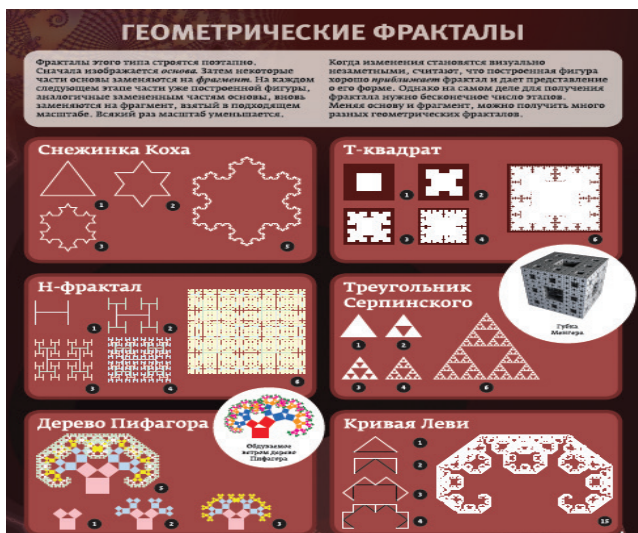 ГЕОМЕТРИЧЕСКИЕ ФРАКТАЛЫ
Фракталы этого типа строятся поэтапно.
Сначала изображается основа. Затем некоторые
части основы заменяются на фрагмент. На каждом
следующем этапе части уже построенной фигуры,
аналогичные замененным частям основы, вновь
заменяются на фрагмент, взятый в подходящем
масштабе. Всякий раз масштаб уменьшается.
Когда изменения становятся визуально
незаметными, считают, что построенная фигура
хорошо приближает фрактал и дает представление
о его форме. Однако на самом деле для получения
фрактала нужно бесконечное число этапов.
Меняя основу и фрагмент, можно получить много
разных геометрических фракталов.
Снежинка Коха
1
2
3
5
Т-квадрат
1
2
3
4
6
Н-фрактал
1
2
3
4
6
Треугольник
Серпинского
1
2
3
4
6
Губка
Менгера
Дерево Пифагора
5
1
2
3
Обдуваемое
ветром дерево
Пифагора
Кривая Леви
1
2
3
4
15